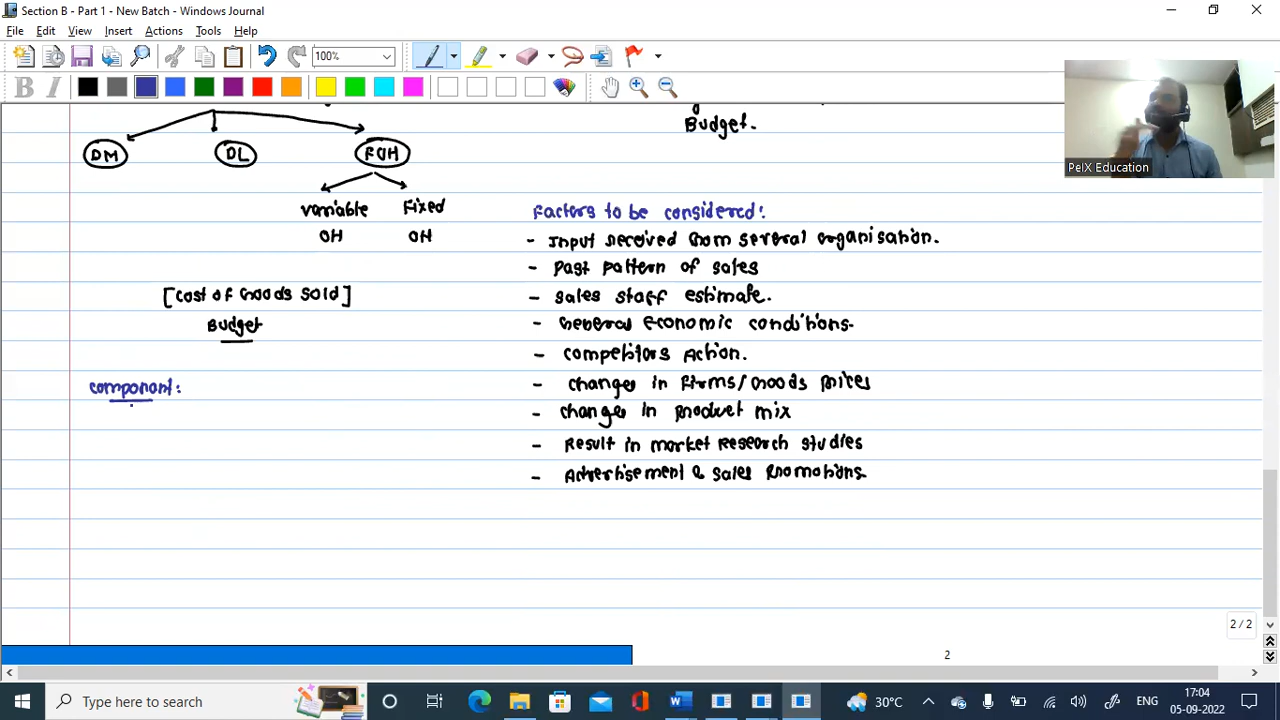 Section B - Part 1 - New Batch - Windows Journal
File Edit View Insert Actions Tools Help
100%
B I
PelX Education
Budget.
DM DL FOH
Variable Fixed
OH OH
Factors to be considered:
- Input received from several organisation.
- Past pattern of sales
- Sales staff estimate.
- General Economic conditions.
- Competitors Action.
- Changes in Firms/Goods prices
- Change in product mix
- Result in market research studies
- Advertisement & Sales Promotions.
[Cost of Goods Sold]
Budget
Component:
2 / 2
2
Type here to search
30°C
ENG
17:04
05-09-2022